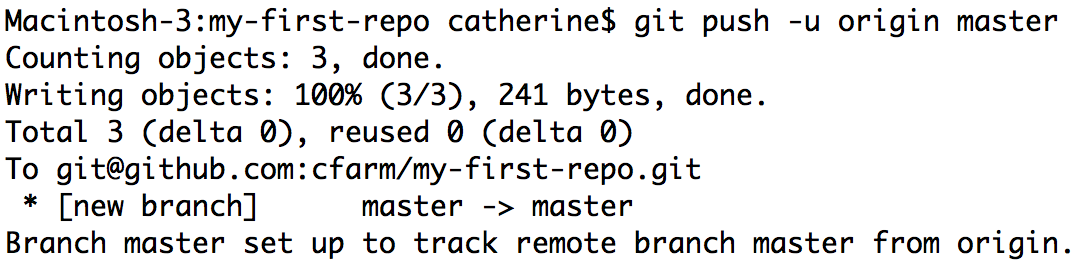 Macintosh-3:my-first-repo catherine$ git push -u origin master
Counting objects: 3, done.
Writing objects: 100% (3/3), 241 bytes, done.
Total 3 (delta 0), reused 0 (delta 0)
To git@github.com:cfarm/my-first-repo.git
 * [new branch]      master -> master
Branch master set up to track remote branch master from origin.